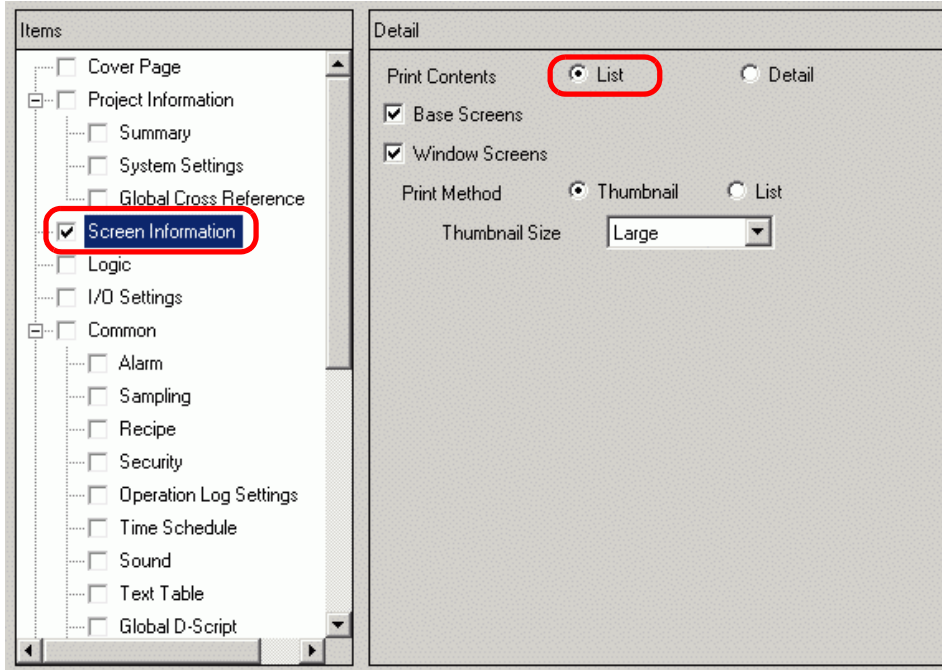 Items
Cover Page
Project Information
Summary
System Settings
Global Cross Reference
Screen Information
Logic
I/O Settings
Common
Alarm
Sampling
Recipe
Security
Operation Log Settings
Time Schedule
Sound
Text Table
Global D-Script
Detail
Print Contents List Detail
Base Screens
Window Screens
Print Method Thumbnail List
Thumbnail Size Large